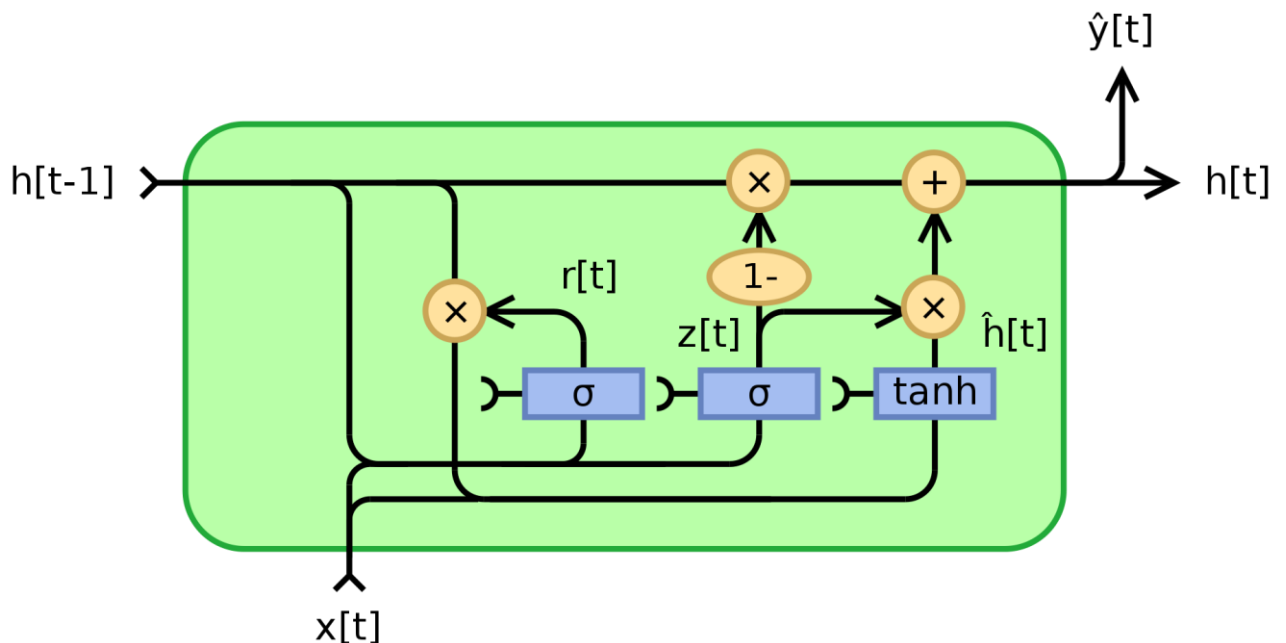 ŷ[t]
h[t-1]
×
+
h[t]
1-
r[t]
×
×
z[t]
ĥ[t]
σ
σ
tanh
x[t]